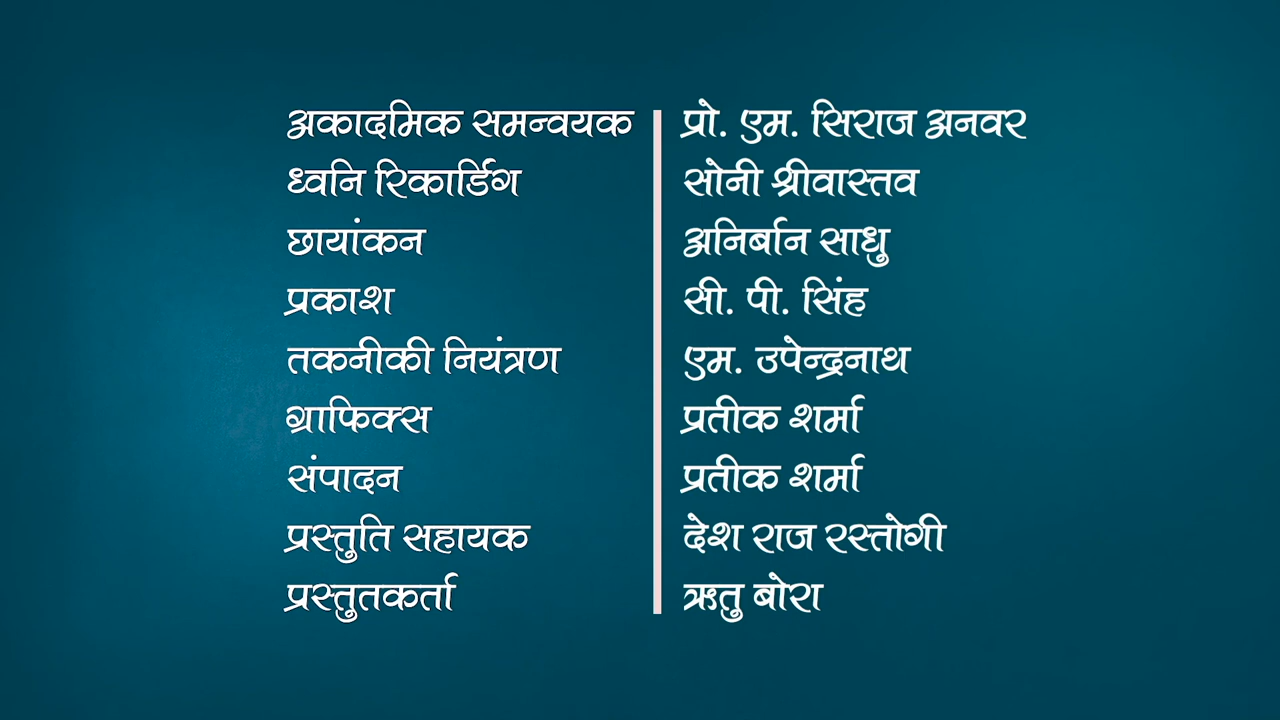 अकादमिक समन्वयक | प्रो. एम. सिराज अनवर
ध्वनि रिकार्डिंग | सोनी श्रीवास्तव
छायांकन | अनिर्बान साधु
प्रकाश | सी. पी. सिंह
तकनीकी नियंत्रण | एम. उपेन्द्रनाथ
ग्राफिक्स | प्रतीक शर्मा
संपादन | प्रतीक शर्मा
प्रस्तुति सहायक | देश राज रस्तोगी
प्रस्तुतकर्ता | ऋतु बोरा